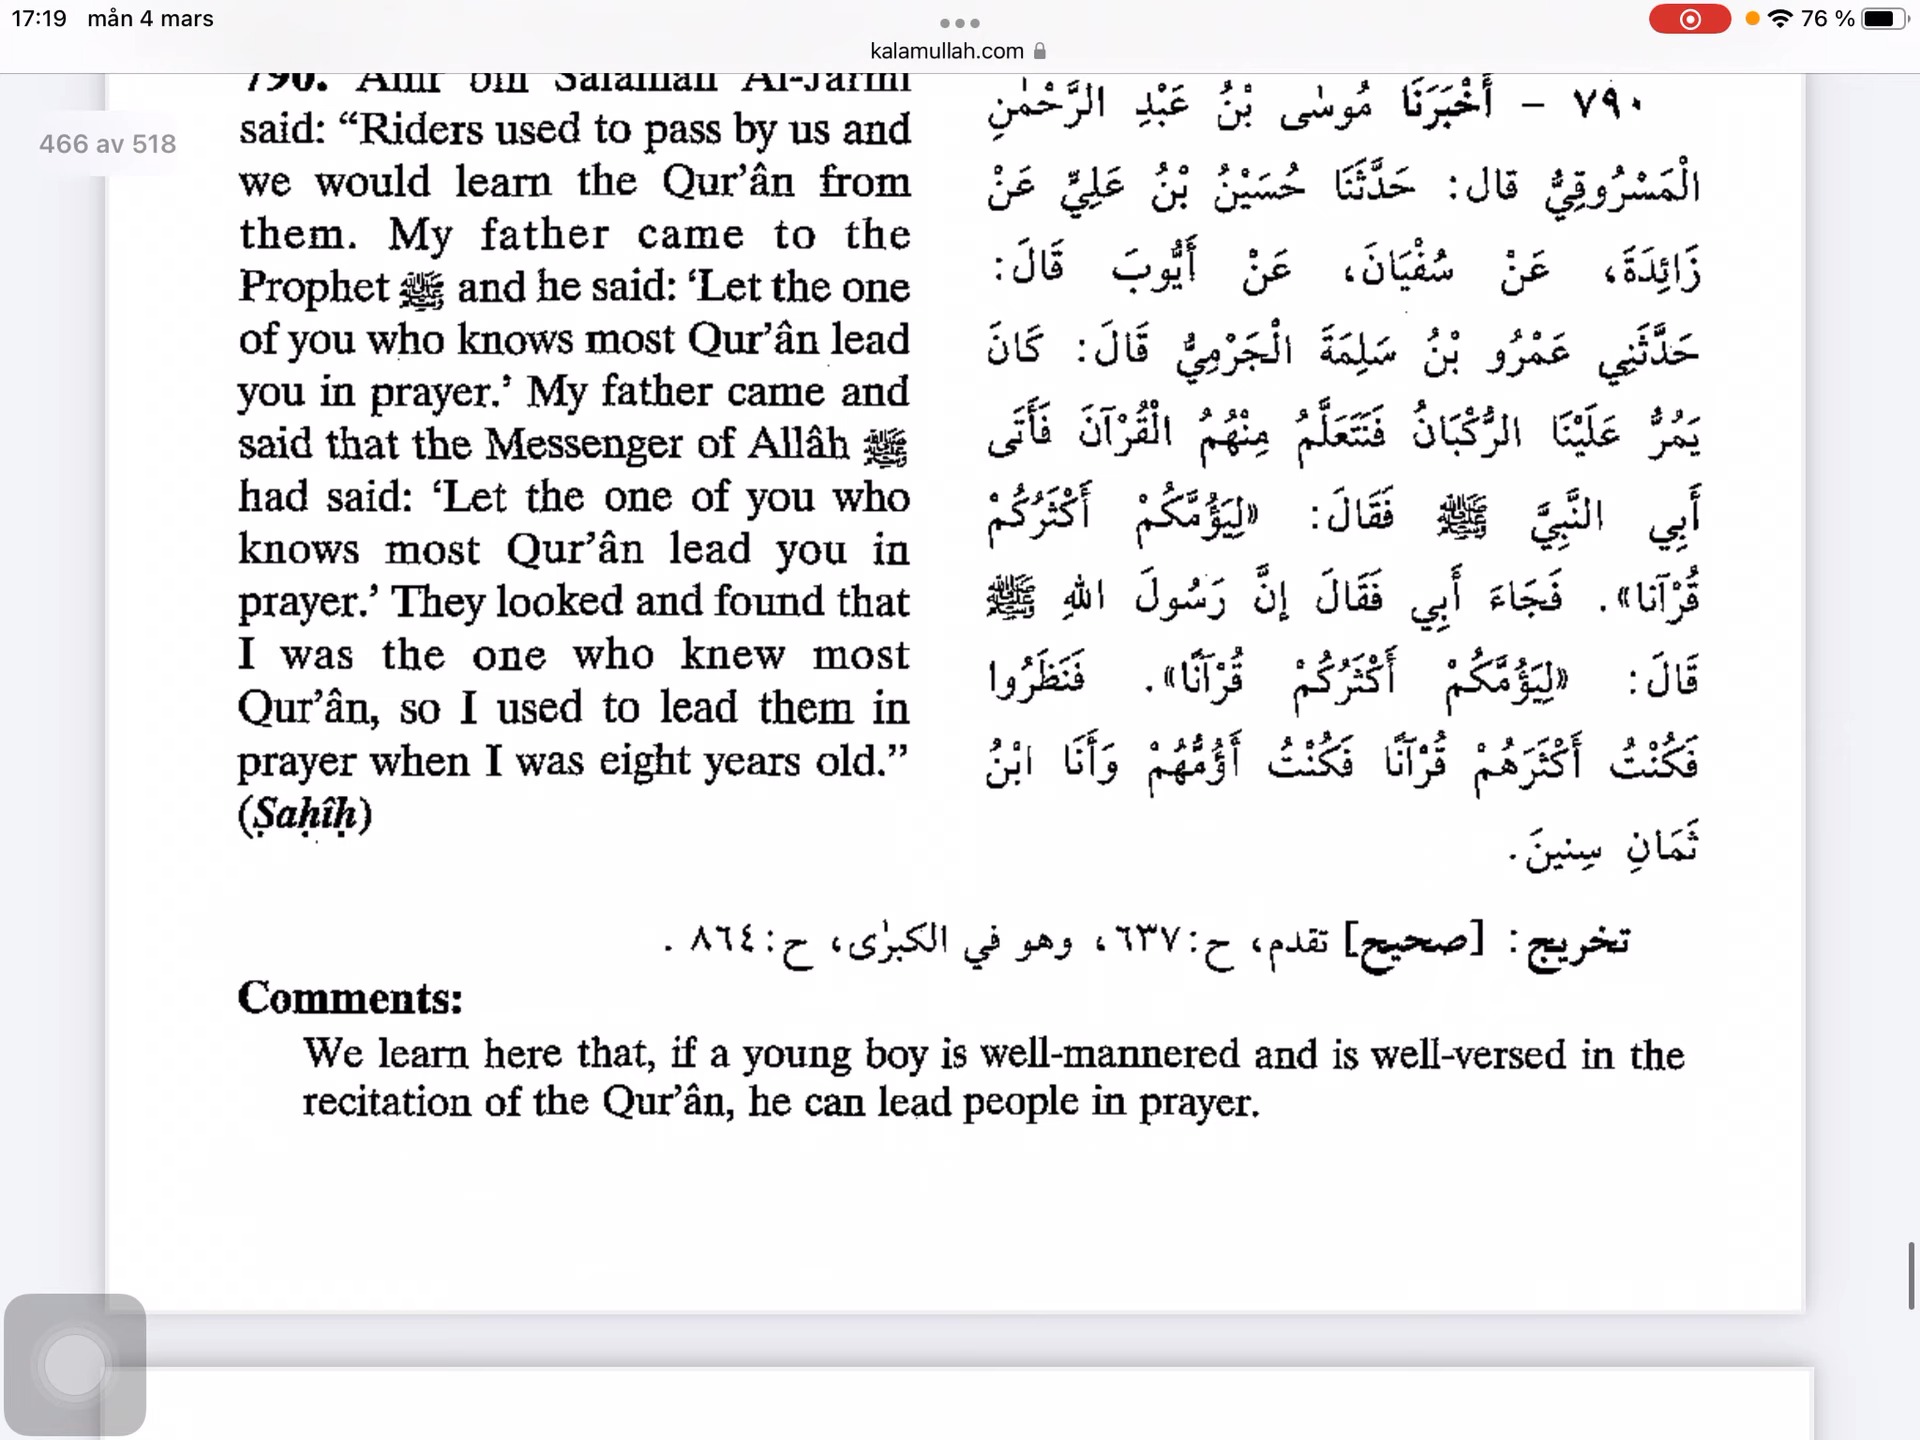 17:19 mån 4 mars
76 %
kalamullah.com
466 av 518
790. Amr bin Salamah Al-Jarmi
said: “Riders used to pass by us and
we would learn the Qur’ân from
them. My father came to the
Prophet ﷺ and he said: ‘Let the one
of you who knows most Qur’ân lead
you in prayer.’ My father came and
said that the Messenger of Allâh ﷺ
had said: ‘Let the one of you who
knows most Qur’ân lead you in
prayer.’ They looked and found that
I was the one who knew most
Qur’ân, so I used to lead them in
prayer when I was eight years old.”
(Ṣaḥîḥ)
٧٩٠ – أَخْبَرَنَا مُوسٰى بْنُ عَبْدِ الرَّحْمٰنِ
الْمَسْرُوقِيُّ قال: حَدَّثَنَا حُسَيْنُ بْنُ عَلِيٍّ عَنْ
زَائِدَةَ، عَنْ سُفْيَانَ، عَنْ أَيُّوبَ قَالَ:
حَدَّثَنِي عَمْرُو بْنُ سَلِمَةَ الْجَرْمِيُّ قَالَ: كَانَ
يَمُرُّ عَلَيْنَا الرُّكْبَانُ فَنَتَعَلَّمُ مِنْهُمُ الْقُرْآنَ فَأَتَى
أَبِي النَّبِيَّ ﷺ فَقَالَ: «لِيَؤُمَّكُمْ أَكْثَرُكُمْ
قُرْآنا». فَجَاءَ أَبِي فَقَالَ إِنَّ رَسُولَ اللهِ ﷺ
قَالَ: «لِيَؤُمَّكُمْ أَكْثَرُكُمْ قُرْآنًا». فَنَظَرُوا
فَكُنْتُ أَكْثَرَهُمْ قُرْآنًا فَكُنْتُ أَؤُمُّهُمْ وَأَنَا ابْنُ
ثَمَانِ سِنِينَ.
تخريج: [صحيح] تقدم، ح:٦٣٧، وهو في الكبرٰى، ح:٨٦٤.
Comments:
We learn here that, if a young boy is well-mannered and is well-versed in the
recitation of the Qur’ân, he can lead people in prayer.